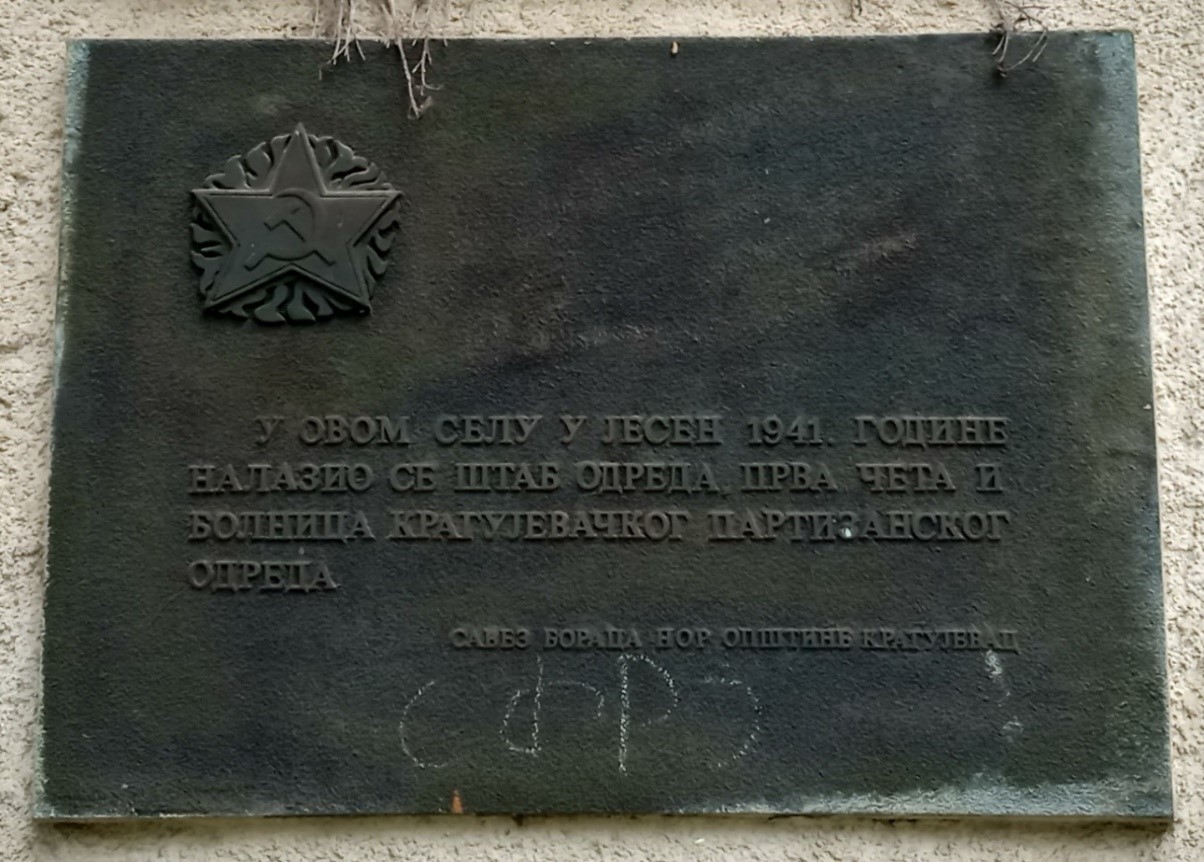 У ОВОМ СЕЛУ У ЈЕСЕН 1941. ГОДИНЕ
НАЛАЗИО СЕ ШТАБ ОДРЕДА, ПРВА ЧЕТА И
БОЛНИЦА КРАГУЈЕВАЧКОГ ПАРТИЗАНСКОГ
ОДРЕДА
САВЕЗ БОРАЦА НОР ОПШТИНЕ КРАГУЈЕВАЦ